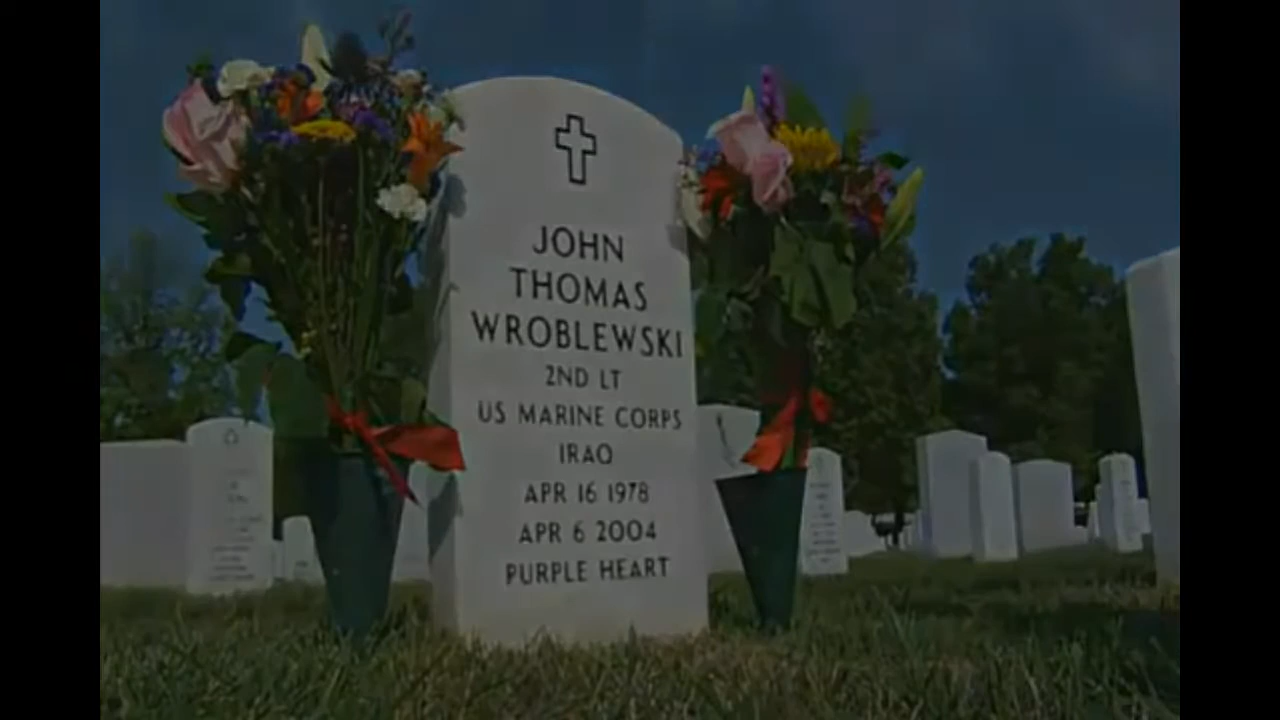 JOHN
THOMAS
WROBLEWSKI
2ND LT
US MARINE CORPS
IRAQ
APR 16 1978
APR 6 2004
PURPLE HEART